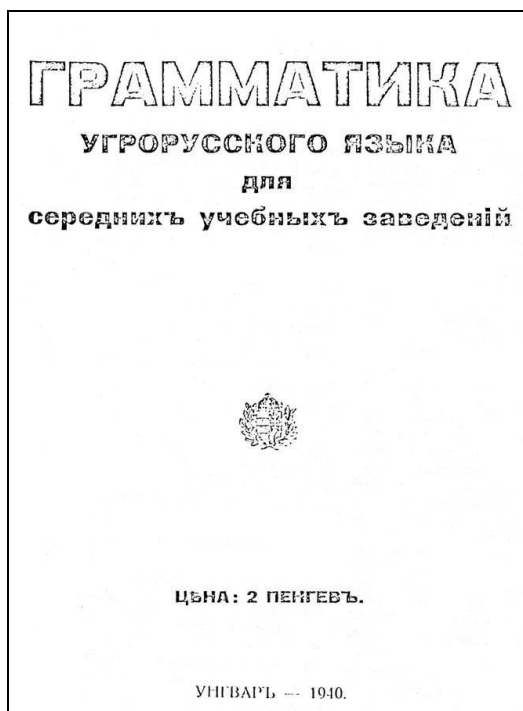 ГРАММАТИКА
УГРОРУССКОГО ЯЗЫКА
для
середнихъ учебныхъ заведеній
ЦѢНА: 2 ПЕНГЕВЪ.
УНГВАРЪ — 1940.